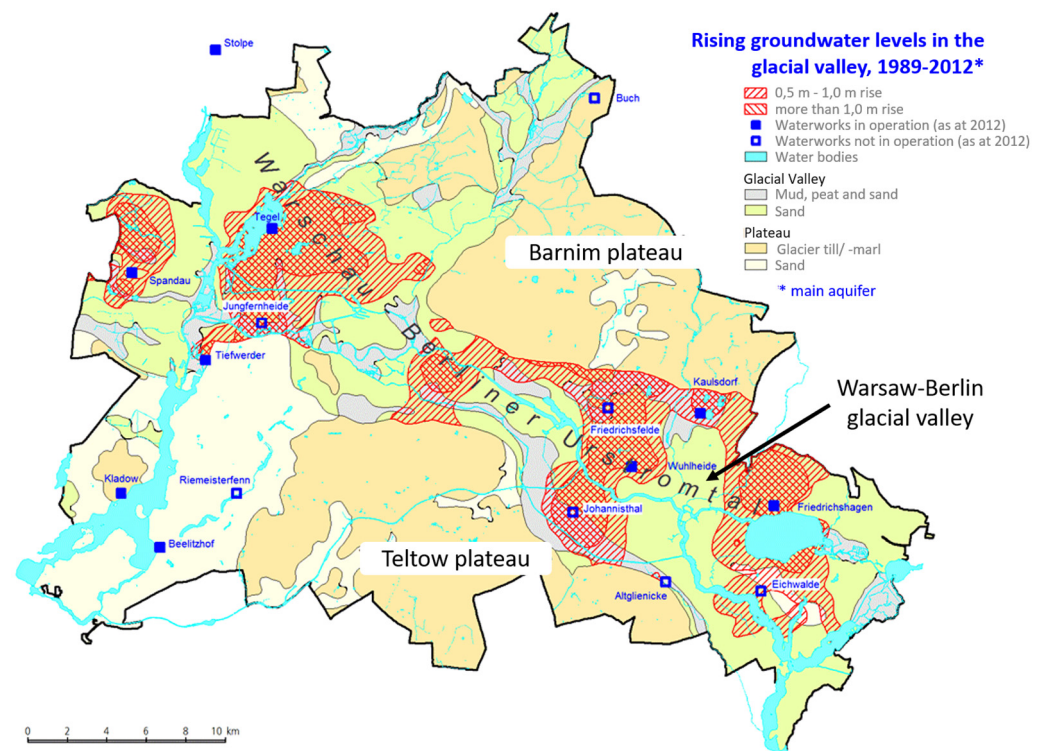 Rising groundwater levels in the
glacial valley, 1989-2012*
0,5 m - 1,0 m rise
more than 1,0 m rise
Waterworks in operation (as at 2012)
Waterworks not in operation (as at 2012)
Water bodies
Glacial Valley
Mud, peat and sand
Sand
Plateau
Glacier till/ -marl
Sand
* main aquifer
Stolpe
Buch
Warschau - Berliner Urstromtal
Tegel
Barnim plateau
Spandau
Jungfernheide
Tiefwerder
Kaulsdorf
Warsaw-Berlin
glacial valley
Friedrichsfelde
Wuhlheide
Kladow
Riemeisterfenn
Johannisthal
Friedrichshagen
Beelitzhof
Teltow plateau
Altglienicke
Eichwalde
0 2 4 6 8 10 km